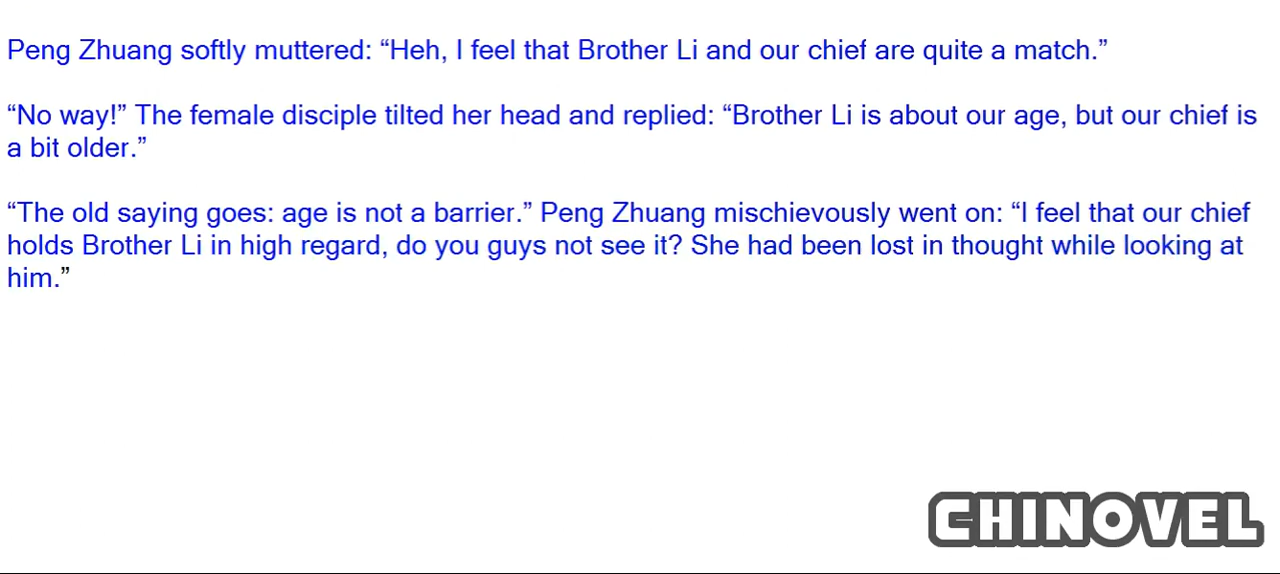 Peng Zhuang softly muttered: “Heh, I feel that Brother Li and our chief are quite a match.”
“No way!” The female disciple tilted her head and replied: “Brother Li is about our age, but our chief is
a bit older.”
“The old saying goes: age is not a barrier.” Peng Zhuang mischievously went on: “I feel that our chief
holds Brother Li in high regard, do you guys not see it? She had been lost in thought while looking at
him.”
CHINOVEL